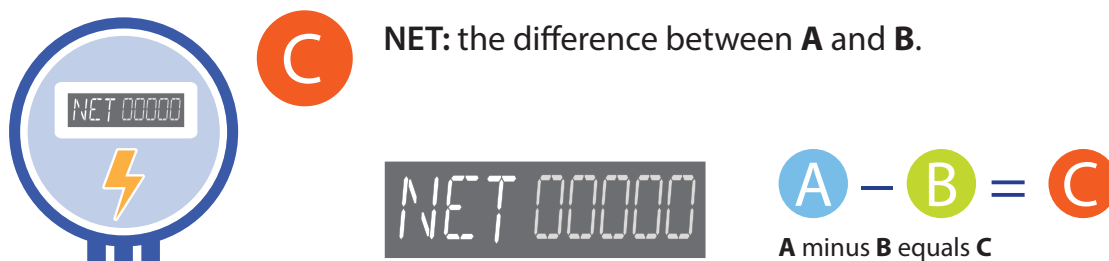 C
NET: the difference between A and B.
NET 00000
NET 00000
A – B = C
A minus B equals C